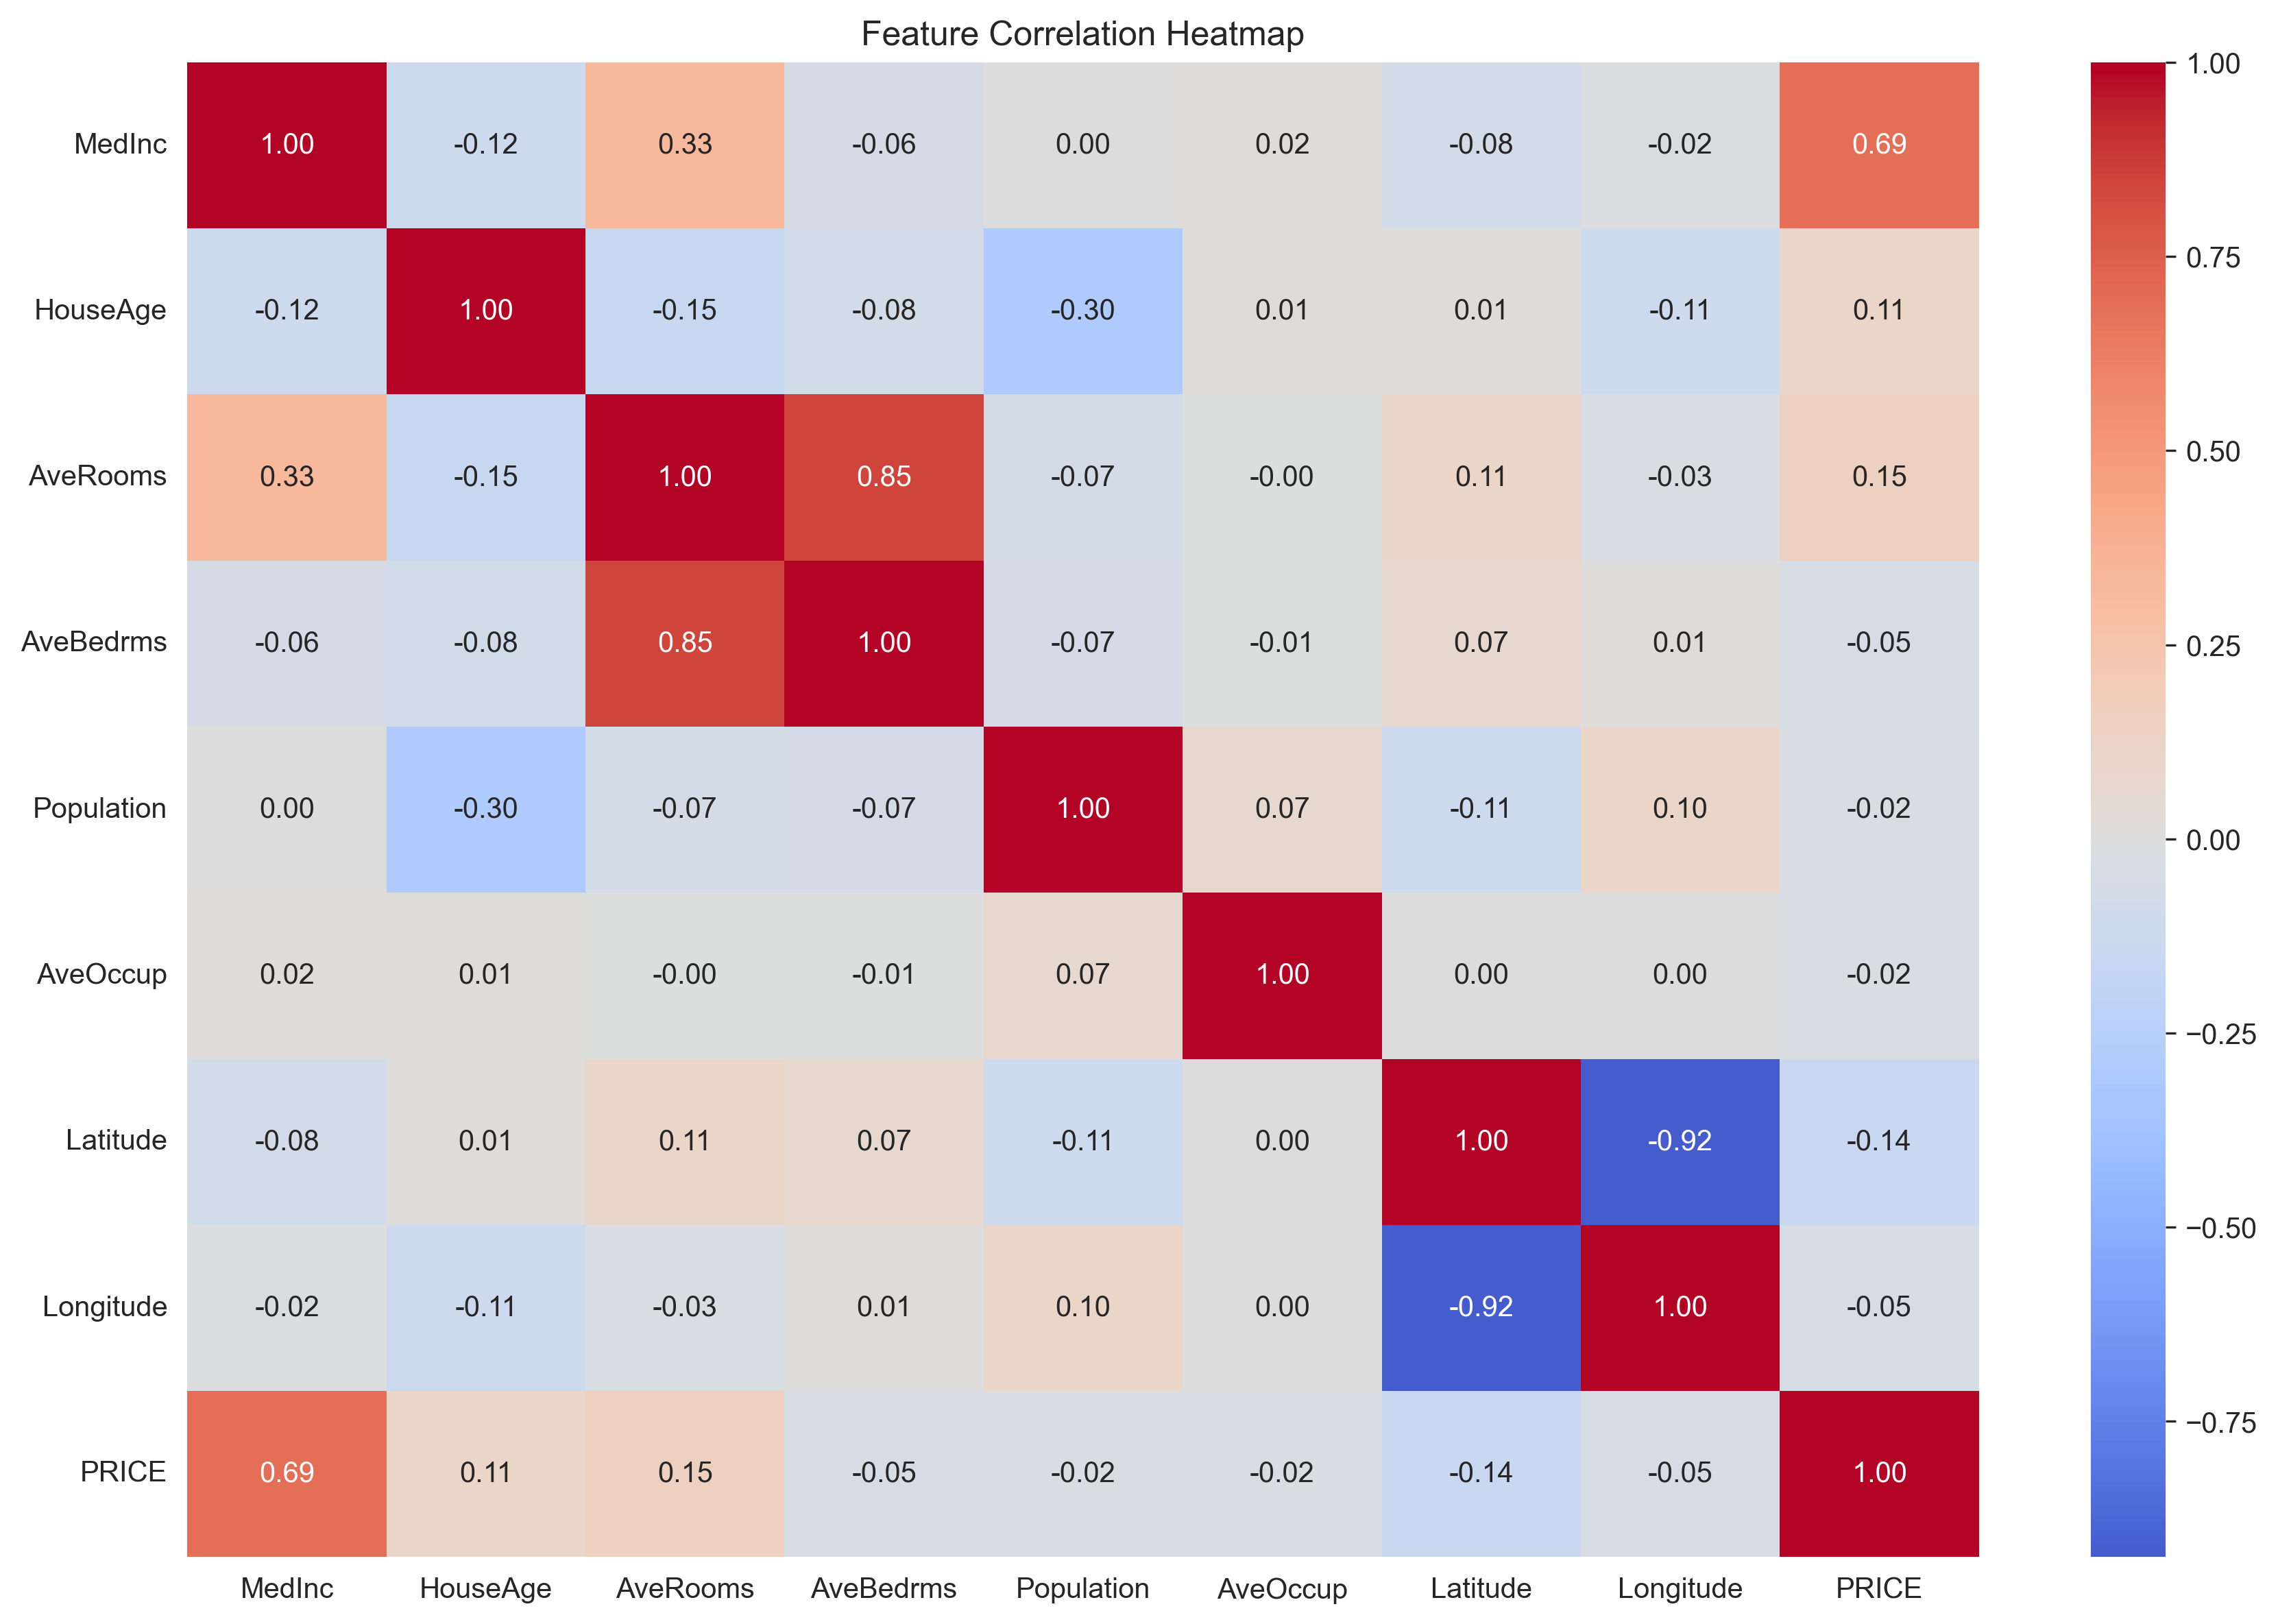 Feature Correlation Heatmap
MedInc 1.00 -0.12 0.33 -0.06 0.00 0.02 -0.08 -0.02 0.69
HouseAge -0.12 1.00 -0.15 -0.08 -0.30 0.01 0.01 -0.11 0.11
AveRooms 0.33 -0.15 1.00 0.85 -0.07 -0.00 0.11 -0.03 0.15
AveBedrms -0.06 -0.08 0.85 1.00 -0.07 -0.01 0.07 0.01 -0.05
Population 0.00 -0.30 -0.07 -0.07 1.00 0.07 -0.11 0.10 -0.02
AveOccup 0.02 0.01 -0.00 -0.01 0.07 1.00 0.00 0.00 -0.02
Latitude -0.08 0.01 0.11 0.07 -0.11 0.00 1.00 -0.92 -0.14
Longitude -0.02 -0.11 -0.03 0.01 0.10 0.00 -0.92 1.00 -0.05
PRICE 0.69 0.11 0.15 -0.05 -0.02 -0.02 -0.14 -0.05 1.00
MedInc HouseAge AveRooms AveBedrms Population AveOccup Latitude Longitude PRICE
1.00
0.75
0.50
0.25
0.00
−0.25
−0.50
−0.75